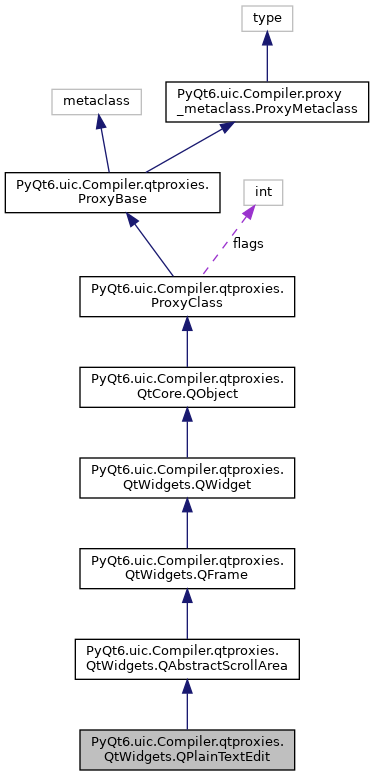 type
PyQt6.uic.Compiler.proxy
_metaclass.ProxyMetaclass
metaclass
PyQt6.uic.Compiler.qtproxies.
ProxyBase
int
flags
PyQt6.uic.Compiler.qtproxies.
ProxyClass
PyQt6.uic.Compiler.qtproxies.
QtCore.QObject
PyQt6.uic.Compiler.qtproxies.
QtWidgets.QWidget
PyQt6.uic.Compiler.qtproxies.
QtWidgets.QFrame
PyQt6.uic.Compiler.qtproxies.
QtWidgets.QAbstractScrollArea
PyQt6.uic.Compiler.qtproxies.
QtWidgets.QPlainTextEdit